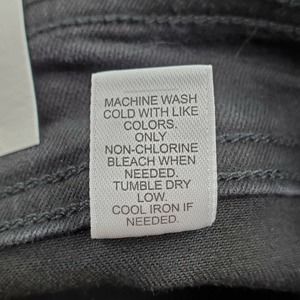 MACHINE WASH
COLD WITH LIKE
COLORS.
ONLY
NON-CHLORINE
BLEACH WHEN
NEEDED.
TUMBLE DRY
LOW.
COOL IRON IF
NEEDED.